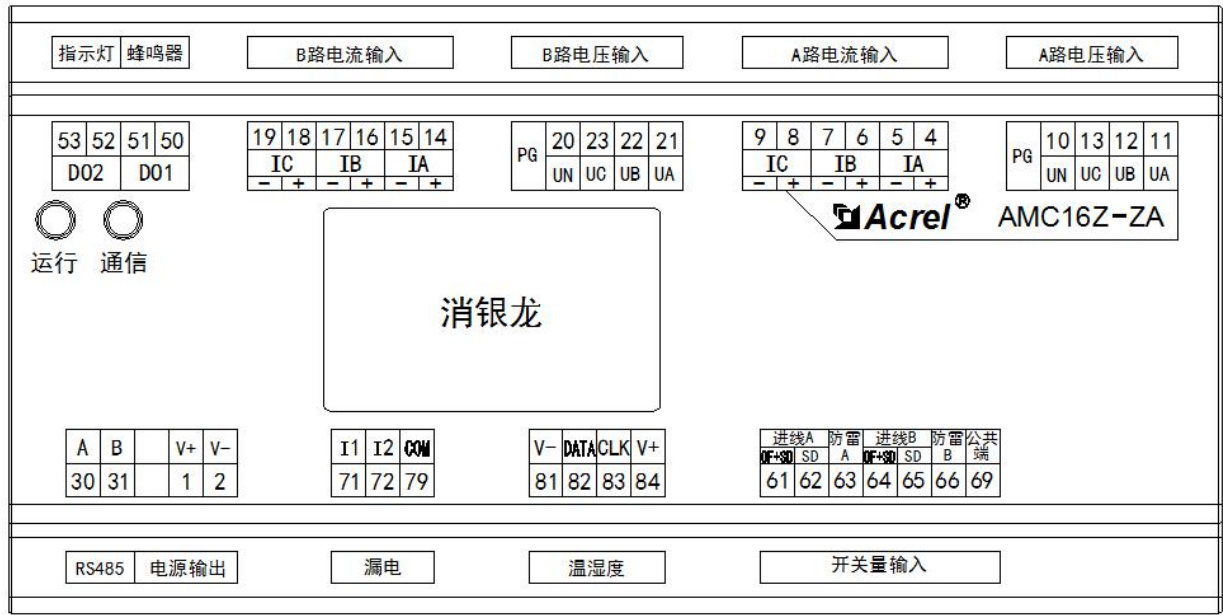 指示灯 蜂鸣器 B路电流输入 B路电压输入 A路电流输入 A路电压输入
53 52 51 50 19 18 17 16 15 14 PG 20 23 22 21 9 8 7 6 5 4 PG 10 13 12 11
DO2 DO1 IC IB IA UN UC UB UA IC IB IA UN UC UB UA
- + - + - + - + - + - +
Acrel® AMC16Z-ZA
运行 通信
消银龙
A B V+ V- I1 I2 COM V- DATA CLK V+ 进线A 防雷 进线B 防雷 公共
OF+SD SD A OF+SD SD B 端
30 31 1 2 71 72 79 81 82 83 84 61 62 63 64 65 66 69
RS485 电源输出 漏电 温湿度 开关量输入